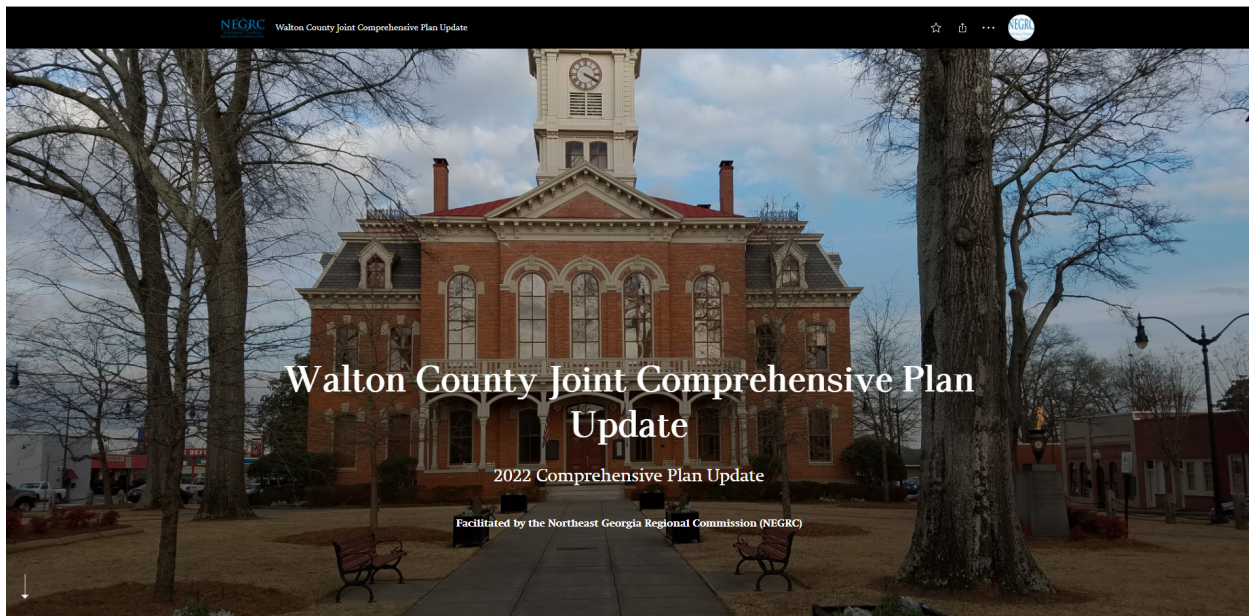 NEGRC
Walton County Joint Comprehensive Plan Update
NEGRC
Walton County Joint Comprehensive Plan
Update
2022 Comprehensive Plan Update
Facilitated by the Northeast Georgia Regional Commission (NEGRC)